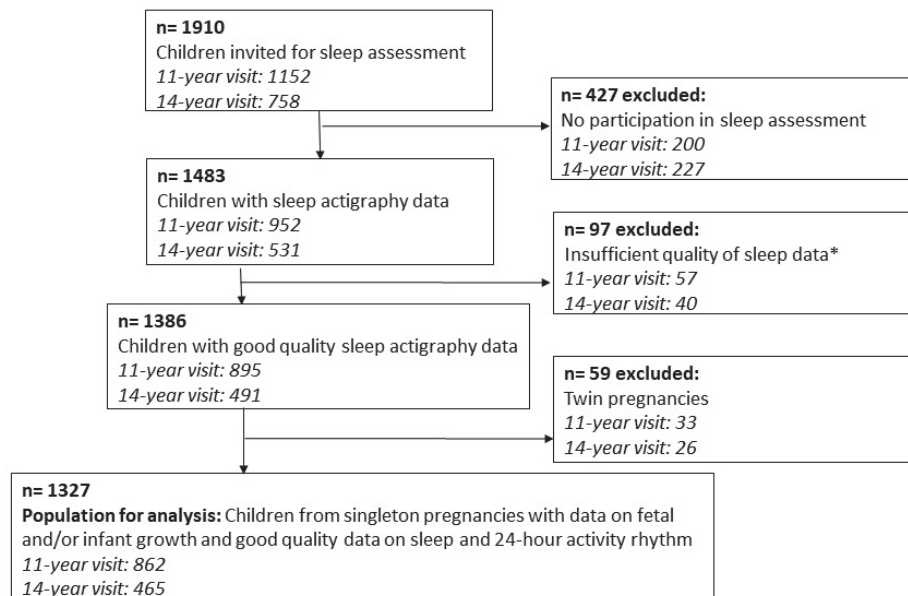 n= 1910
Children invited for sleep assessment
11-year visit: 1152
14-year visit: 758
n= 427 excluded:
No participation in sleep assessment
11-year visit: 200
14-year visit: 227
n= 1483
Children with sleep actigraphy data
11-year visit: 952
14-year visit: 531
n= 97 excluded:
Insufficient quality of sleep data*
11-year visit: 57
14-year visit: 40
n= 1386
Children with good quality sleep actigraphy data
11-year visit: 895
14-year visit: 491
n= 59 excluded:
Twin pregnancies
11-year visit: 33
14-year visit: 26
n= 1327
Population for analysis: Children from singleton pregnancies with data on fetal
and/or infant growth and good quality data on sleep and 24-hour activity rhythm
11-year visit: 862
14-year visit: 465